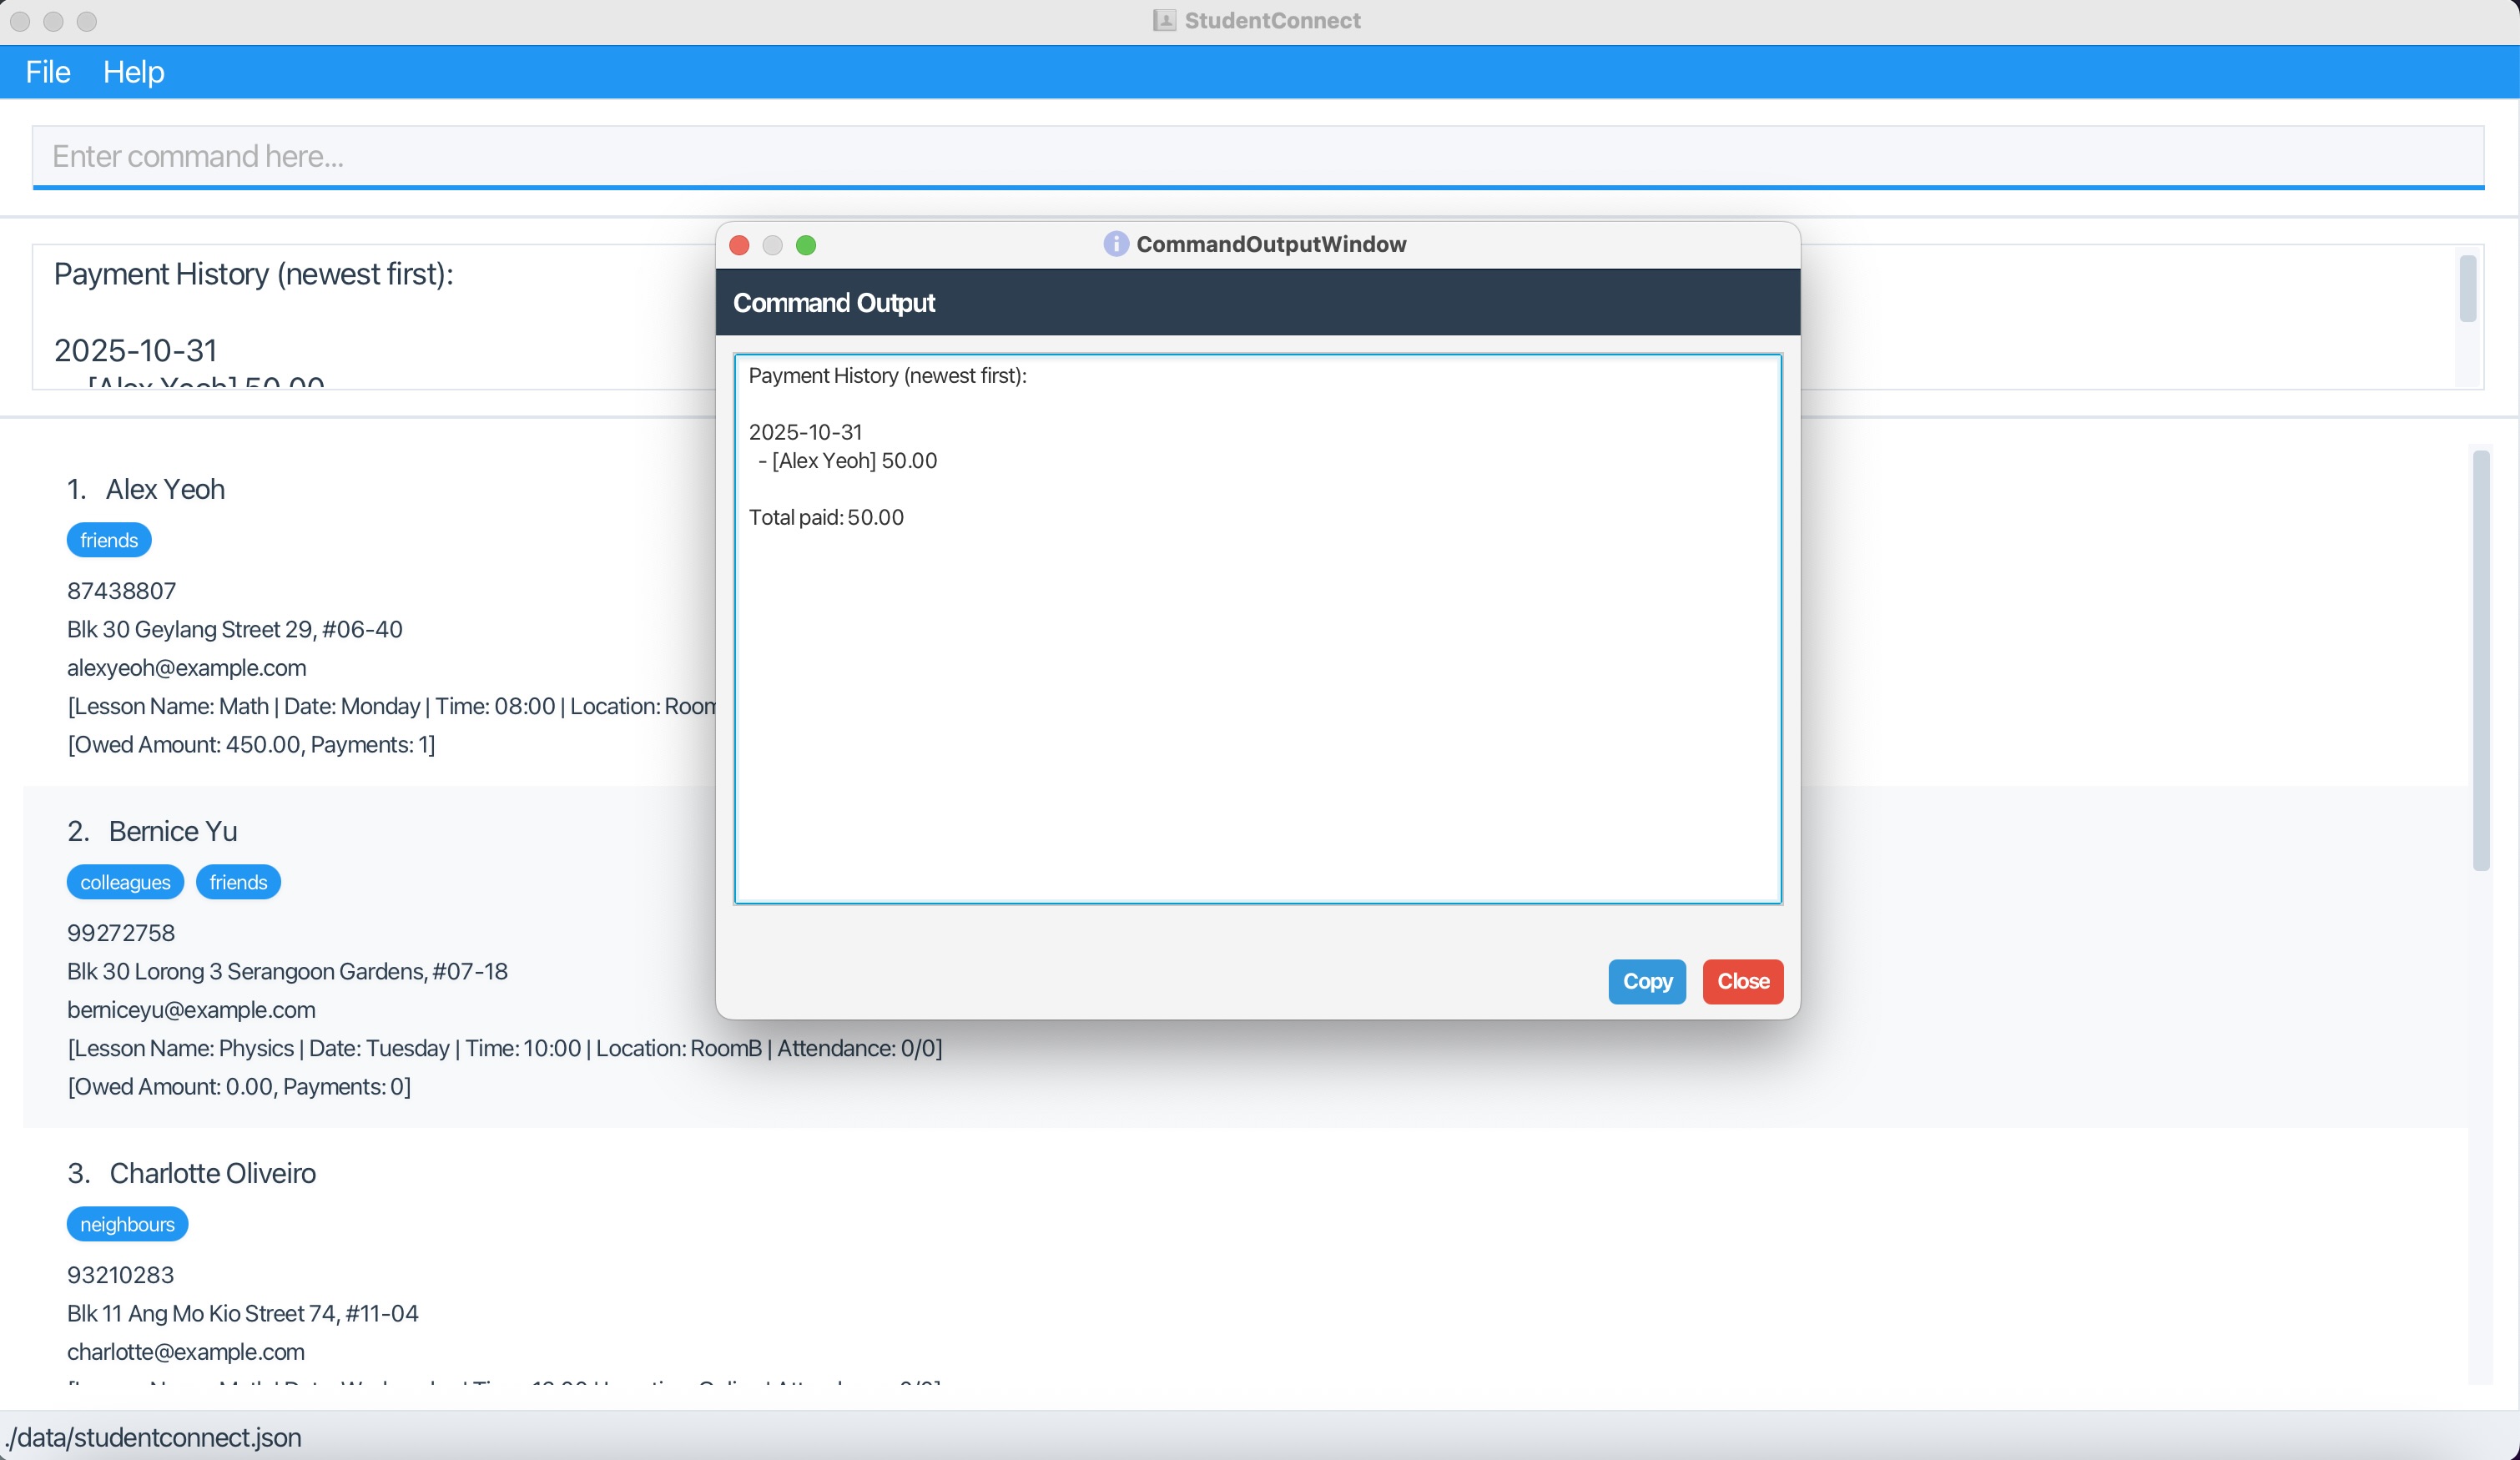 StudentConnect
File Help
Enter command here...
Payment History (newest first):
2025-10-31
[Alex Yeoh] 50.00
CommandOutputWindow
Command Output
Payment History (newest first):
2025-10-31
- [Alex Yeoh] 50.00
Total paid: 50.00
Copy Close
1. Alex Yeoh
friends
87438807
Blk 30 Geylang Street 29, #06-40
alexyeoh@example.com
[Lesson Name: Math | Date: Monday | Time: 08:00 | Location: Room
[Owed Amount: 450.00, Payments: 1]
2. Bernice Yu
colleagues friends
99272758
Blk 30 Lorong 3 Serangoon Gardens, #07-18
berniceyu@example.com
[Lesson Name: Physics | Date: Tuesday | Time: 10:00 | Location: RoomB | Attendance: 0/0]
[Owed Amount: 0.00, Payments: 0]
3. Charlotte Oliveiro
neighbours
93210283
Blk 11 Ang Mo Kio Street 74, #11-04
charlotte@example.com
./data/studentconnect.json